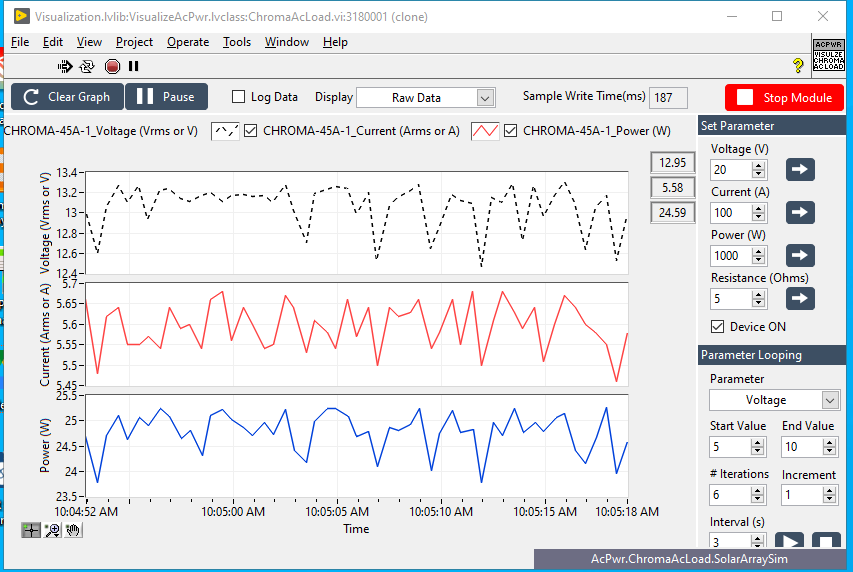 Visualization.lvlib:VisualizeAcPwr.lvclass:ChromaAcLoad.vi:3180001 (clone)
File Edit View Project Operate Tools Window Help
ACPWR
VISULZE
CHROMA
AC LOAD
Clear Graph Pause Log Data Display Raw Data Sample Write Time(ms) 187 Stop Module
CHROMA-45A-1_Voltage (Vrms or V) CHROMA-45A-1_Current (Arms or A) CHROMA-45A-1_Power (W)
12.95
5.58
24.59
Voltage (Vrms or V)
13.4
13.2
13
12.8
12.6
12.4
Current (Arms or A)
5.7
5.65
5.6
5.55
5.5
5.45
Power (W)
25.5
25
24.5
24
23.5
10:04:52 AM 10:05:00 AM 10:05:05 AM 10:05:10 AM 10:05:15 AM 10:05:18 AM
Time
Set Parameter
Voltage (V)
20
Current (A)
100
Power (W)
1000
Resistance (Ohms)
5
Device ON
Parameter Looping
Parameter
Voltage
Start Value End Value
5 10
# Iterations Increment
6 1
Interval (s)
3
AcPwr.ChromaAcLoad.SolarArraySim